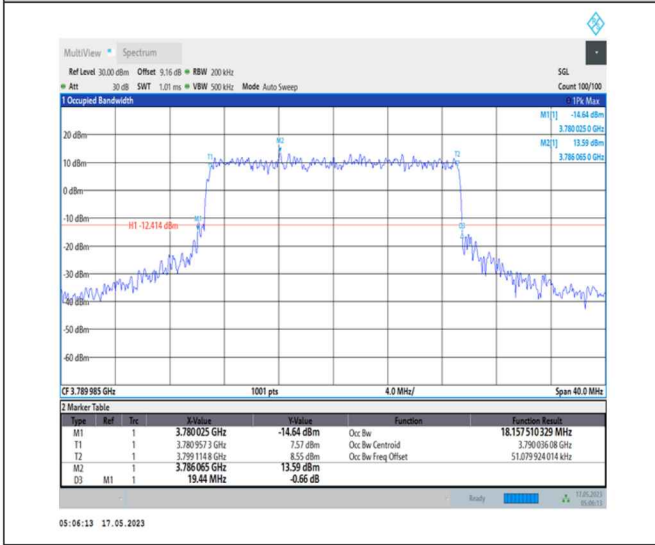 MultiView Spectrum
Ref Level 30.00 dBm Offset 9.16 dB RBW 200 kHz SGL
Att 30 dB SWT 1.01 ms VBW 500 kHz Mode Auto Sweep Count 100/100
1 Occupied Bandwidth 1Pk Max
M1[1] -14.64 dBm
3.780 025 0 GHz
M2[1] 13.59 dBm
3.786 065 0 GHz
20 dBm
M2
T1
T2
10 dBm
0 dBm
-10 dBm
M1
H1 -12.414 dBm
D3
-20 dBm
-30 dBm
-40 dBm
-50 dBm
-60 dBm
CF 3.789 985 GHz 1001 pts 4.0 MHz/ Span 40.0 MHz
2 Marker Table
Type Ref Trc X-Value Y-Value Function Function Result
M1 1 3.780025 GHz -14.64 dBm Occ Bw 18.157 510 329 MHz
T1 1 3.780 957 3 GHz 7.57 dBm Occ Bw Centroid 3.790 036 08 GHz
T2 1 3.799 114 8 GHz 8.55 dBm Occ Bw Freq Offset 51.079 924 014 kHz
M2 1 3.786065 GHz 13.59 dBm
D3 M1 1 19.44 MHz -0.66 dB
Ready 17.05.2023
05:06:13
05:06:13 17.05.2023